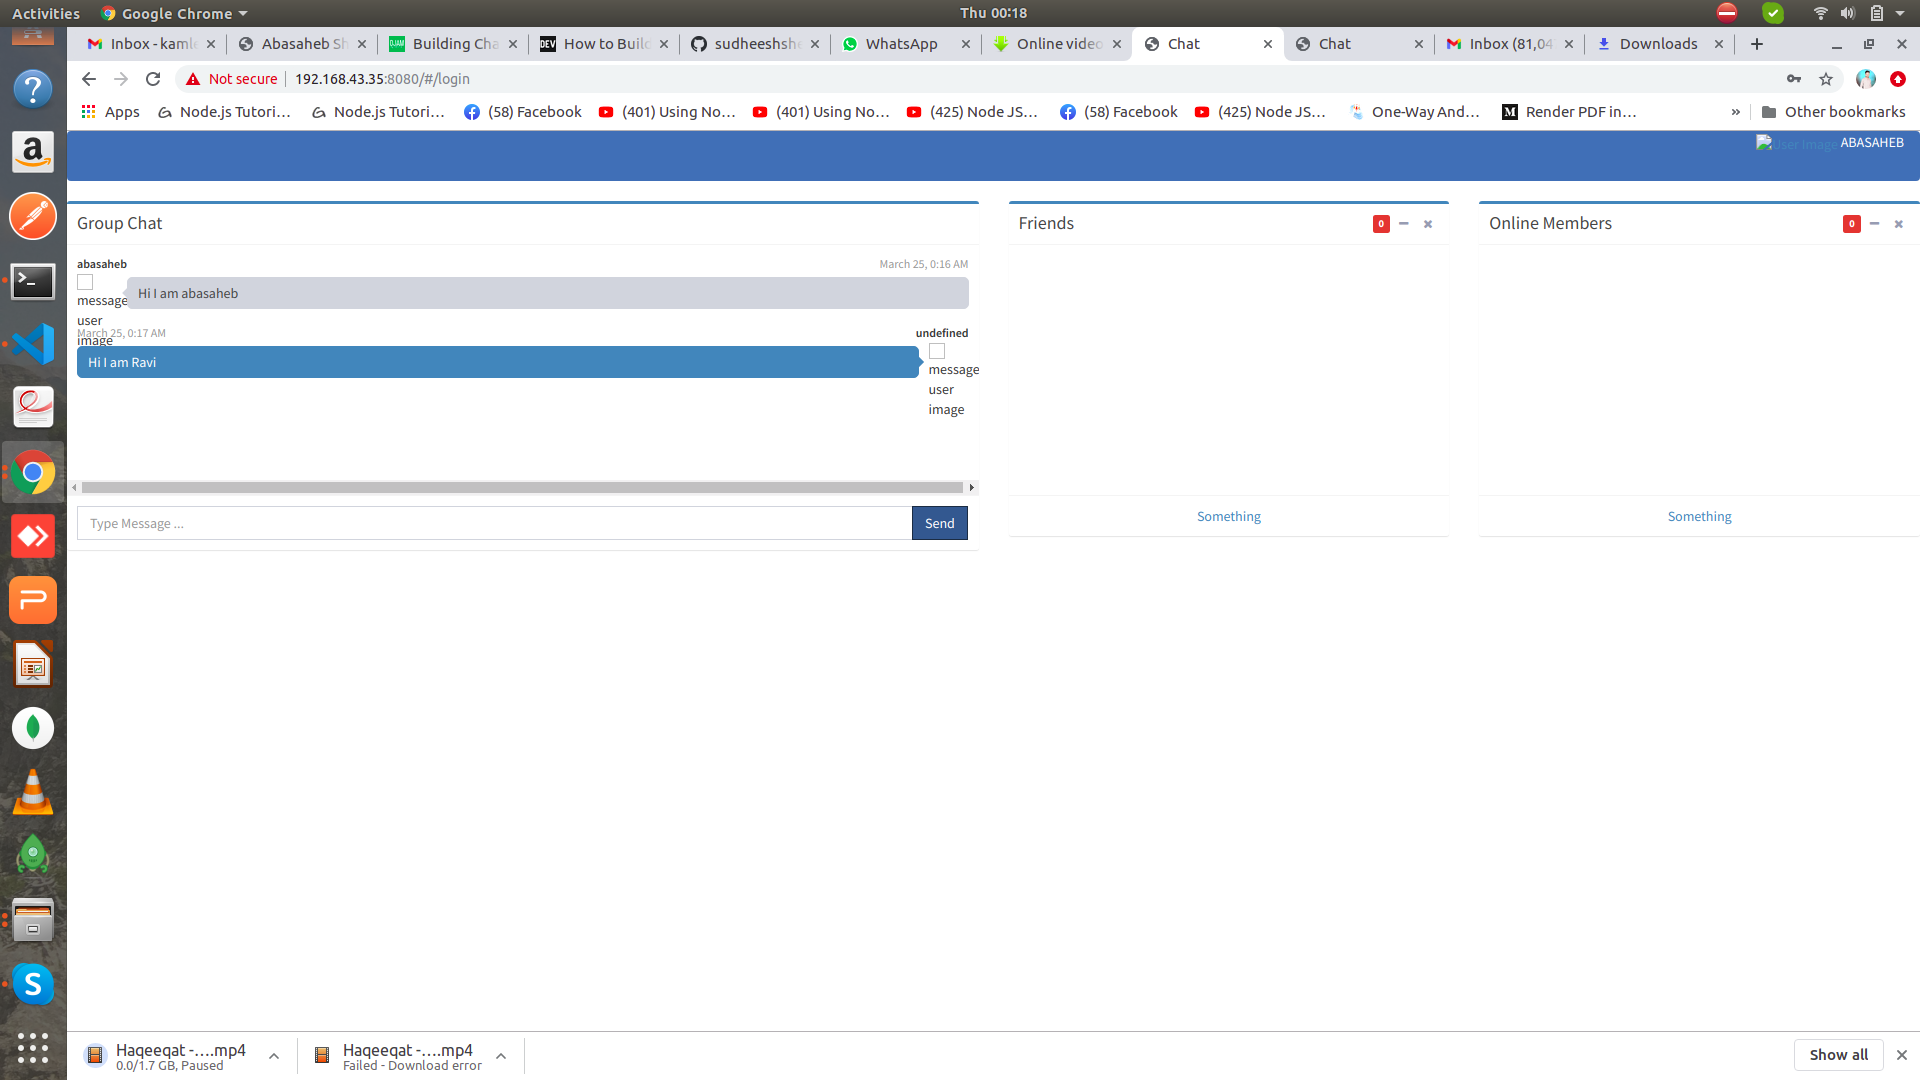 Activities
Google Chrome
Thu 00:18
Inbox - kamle
Abasaheb Sh
Building Cha
How to Build
sudheeshshe
WhatsApp
Online video
Chat
Chat
Inbox (81,04
Downloads
Not secure
192.168.43.35:8080/#/login
Apps
Node.js Tutori...
Node.js Tutori...
(58) Facebook
(401) Using No...
(401) Using No...
(425) Node JS...
(58) Facebook
(425) Node JS...
One-Way And...
Render PDF in...
»
Other bookmarks
User Image ABASAHEB
Group Chat
abasaheb
March 25, 0:16 AM
message
user
image
Hi I am abasaheb
March 25, 0:17 AM
undefined
Hi I am Ravi
message
user
image
Type Message ...
Send
Friends
0
Something
Online Members
0
Something
Haqeeqat -....mp4
0.0/1.7 GB, Paused
Haqeeqat -....mp4
Failed - Download error
Show all